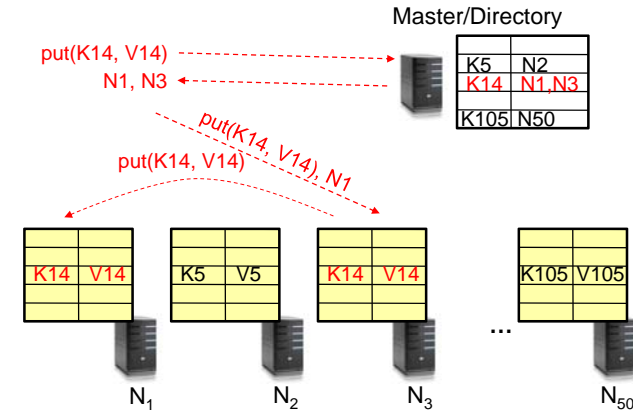 Master/Directory
put(K14, V14)
N1, N3
K5 N2
K14 N1,N3
K105 N50
put(K14, V14), N1
put(K14, V14)
K14 V14
K5 V5
K14 V14
K105 V105
...
N1
N2
N3
N50